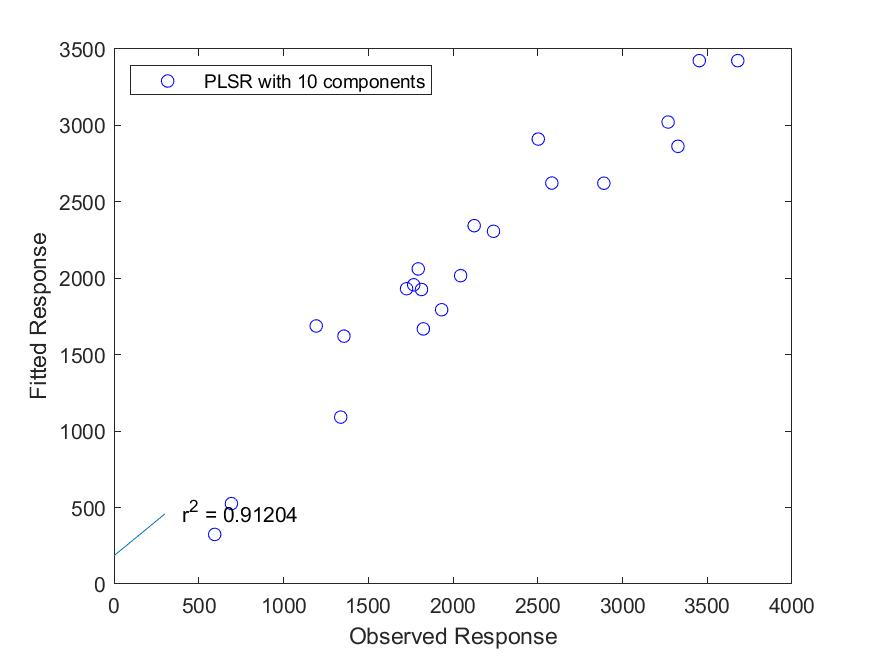 PLSR with 10 components
3500
3000
2500
2000
1500
1000
500
0
Fitted Response
r² = 0.91204
0 500 1000 1500 2000 2500 3000 3500 4000
Observed Response